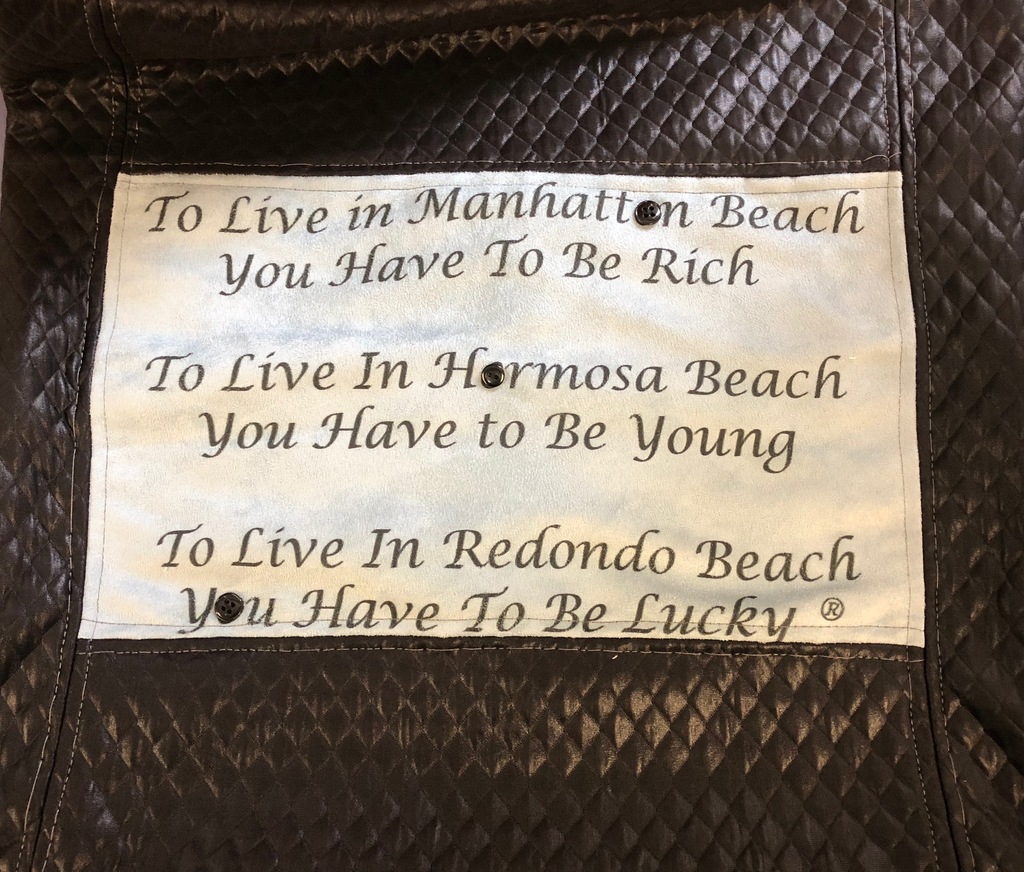 To Live in Manhatton Beach
You Have To Be Rich
To Live In Hermosa Beach
You Have to Be Young
To Live In Redondo Beach
You Have To Be Lucky ®